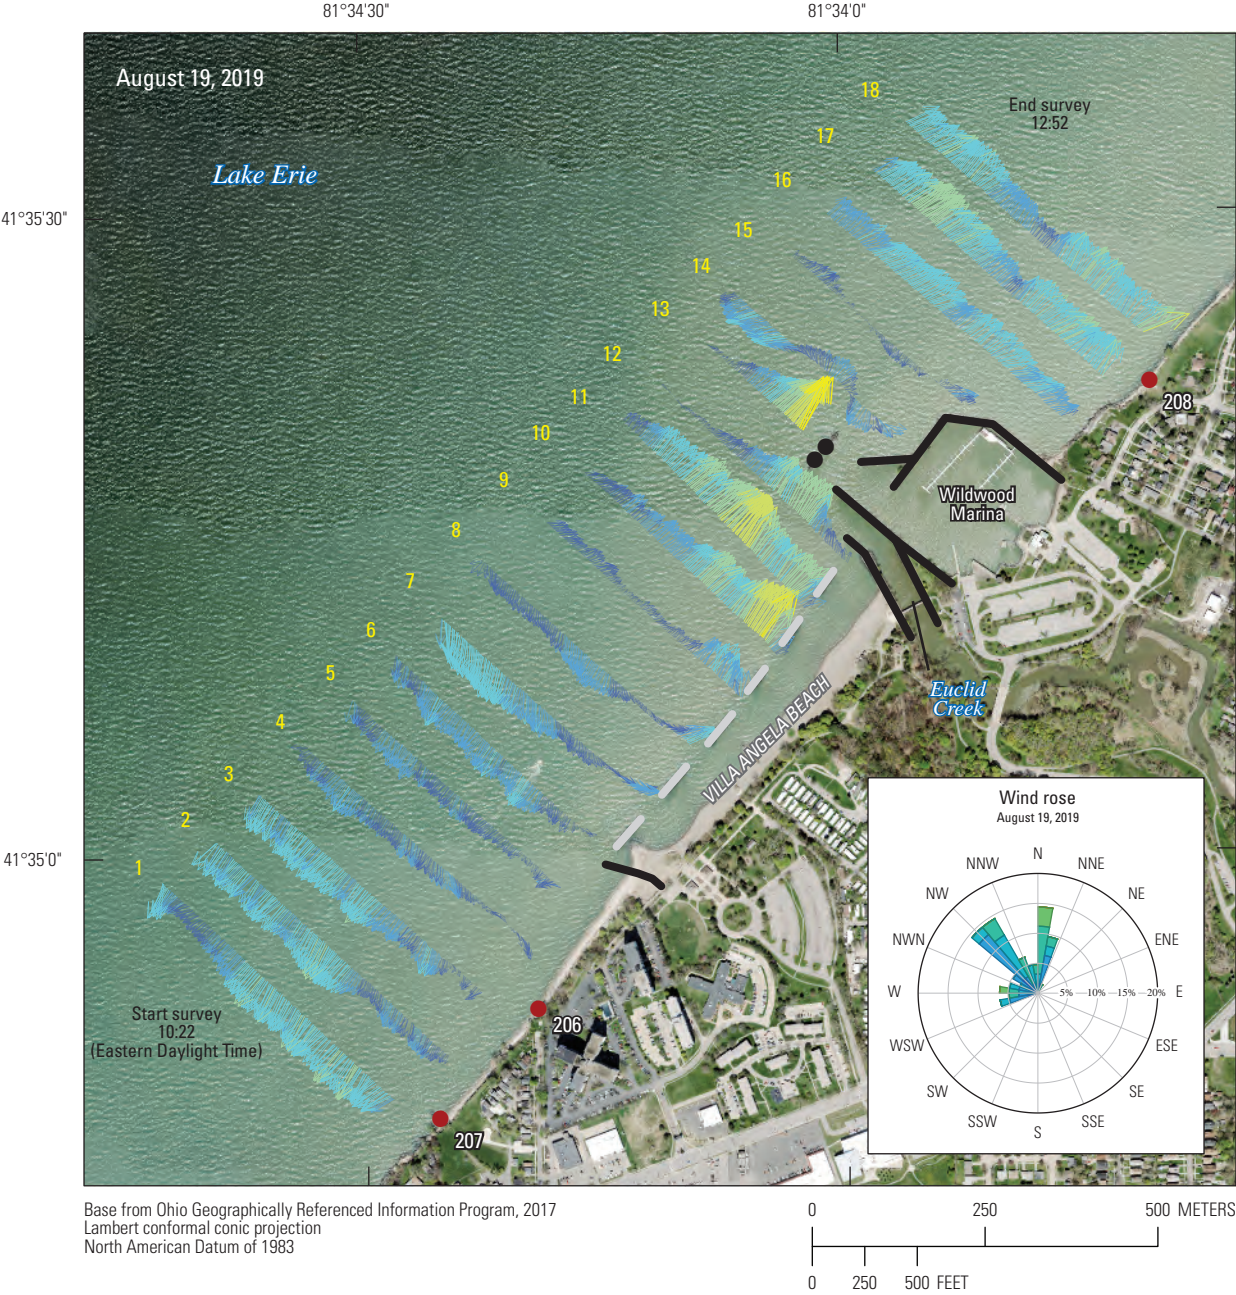 81°34'30"
81°34'0"
August 19, 2019
18
End survey
12:52
17
Lake Erie
16
41°35'30"
15
14
13
12
11
208
10
9
Wildwood
Marina
8
7
6
5
VILLA ANGELA BEACH
Euclid
Creek
4
3
2
41°35'0"
1
Start survey
10:22
(Eastern Daylight Time)
206
207
Wind rose
August 19, 2019
N
NNW
NNE
NW
NE
NWN
ENE
W
5%
10%
15%
20%
E
WSW
ESE
SW
SE
SSW
SSE
S
Base from Ohio Geographically Referenced Information Program, 2017
Lambert conformal conic projection
North American Datum of 1983
0 250 500 METERS
0 250 500 FEET